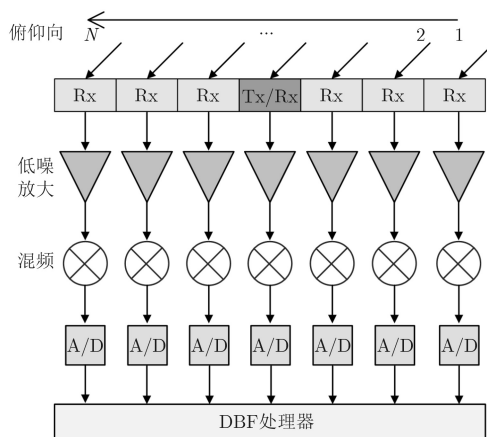 俯仰向 N ... 2 1
Rx Rx Rx Tx/Rx Rx Rx Rx
低噪
放大
混频
A/D A/D A/D A/D A/D A/D A/D
DBF处理器